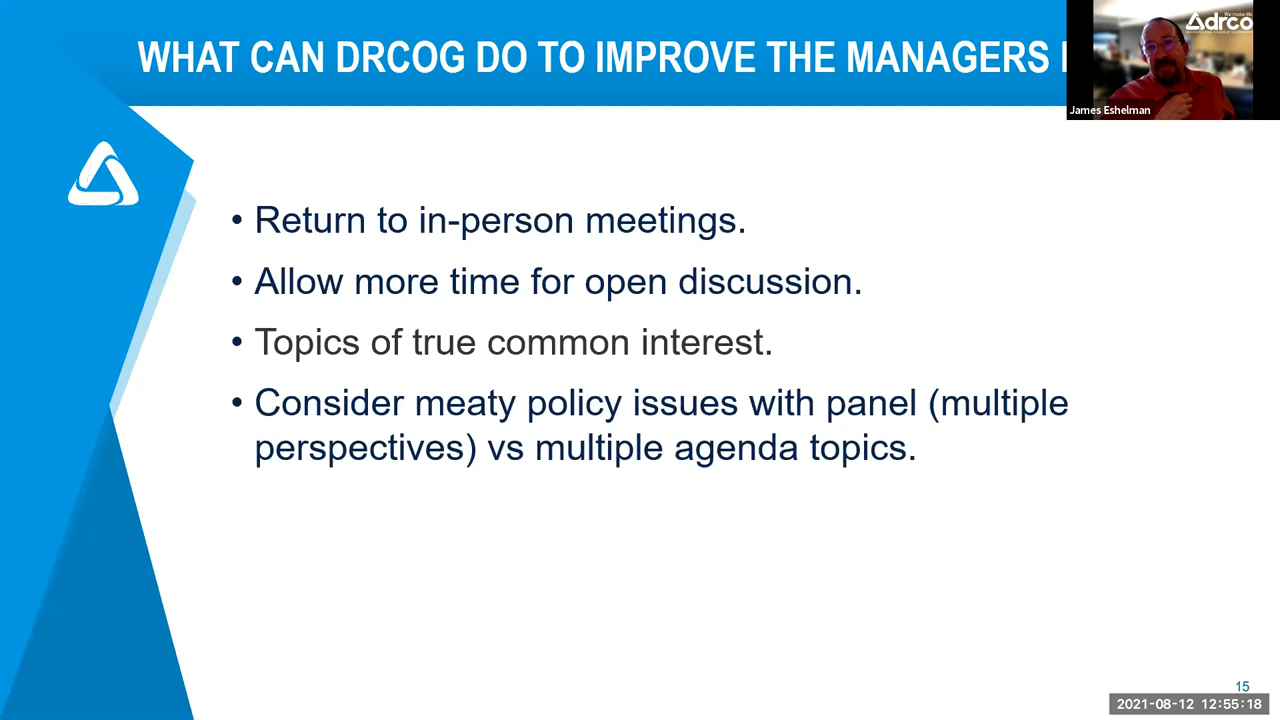 WHAT CAN DRCOG DO TO IMPROVE THE MANAGERS
drco
James Eshelman
• Return to in-person meetings.
• Allow more time for open discussion.
• Topics of true common interest.
• Consider meaty policy issues with panel (multiple
perspectives) vs multiple agenda topics.
15
2021-08-12 12:55:18